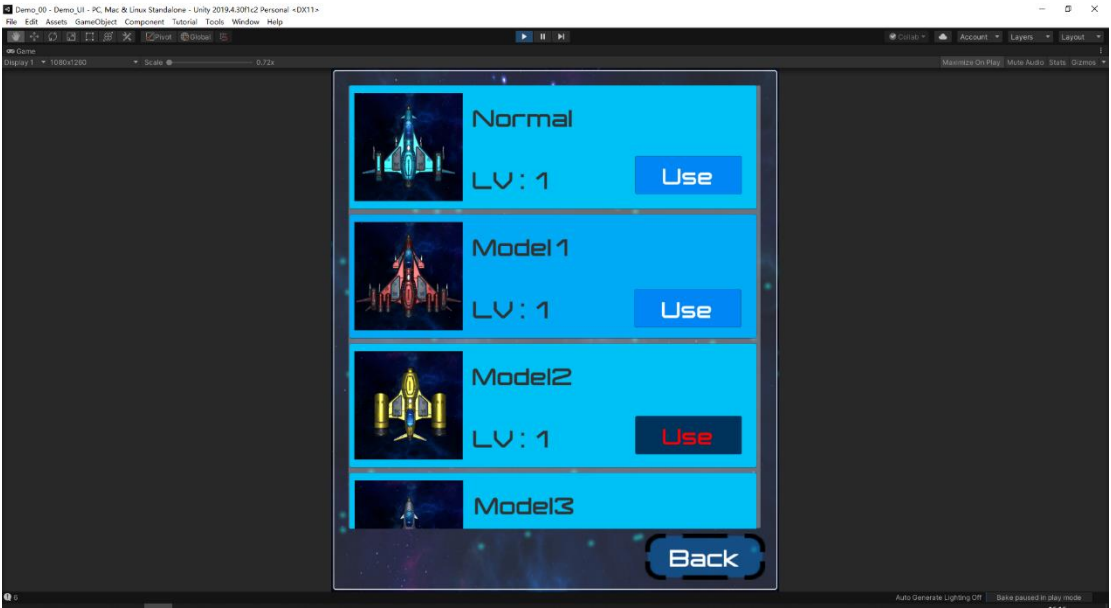 Demo_00 - Demo_UI - PC, Mac & Linux Standalone - Unity 2019.4.30f1c2 Personal <DX11>
File Edit Assets GameObject Component Tutorial Tools Window Help
Pivot Global Collab Account Layers Layout
Game
Display 1 1080x1280 Scale 0.72x Maximize On Play Mute Audio Stats Gizmos
Normal
LV : 1 Use
Model1
LV : 1 Use
Model2
LV : 1 Use
Model3
Back
Auto Generate Lighting Off Bake paused in play mode